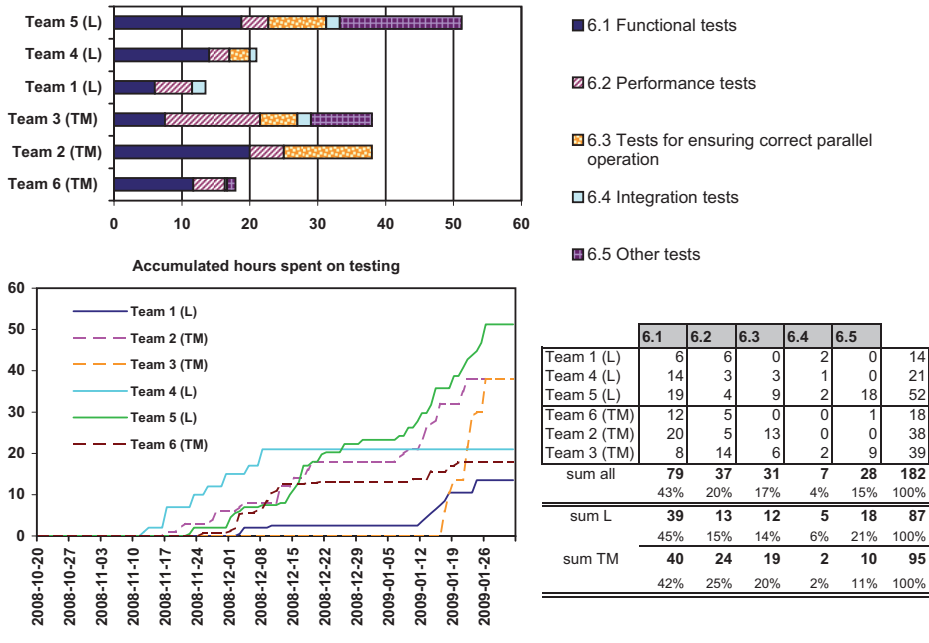 Team 5 (L)
Team 4 (L)
Team 1 (L)
Team 3 (TM)
Team 2 (TM)
Team 6 (TM)
0 10 20 30 40 50 60
6.1 Functional tests
6.2 Performance tests
6.3 Tests for ensuring correct parallel
operation
6.4 Integration tests
6.5 Other tests
Accumulated hours spent on testing
60
50
40
30
20
10
0
Team 1 (L)
Team 2 (TM)
Team 3 (TM)
Team 4 (L)
Team 5 (L)
Team 6 (TM)
2008-10-20
2008-10-27
2008-11-03
2008-11-10
2008-11-17
2008-11-24
2008-12-01
2008-12-08
2008-12-15
2008-12-22
2008-12-29
2009-01-05
2009-01-12
2009-01-19
2009-01-26
6.1 6.2 6.3 6.4 6.5
Team 1 (L) 6 6 0 2 0 14
Team 4 (L) 14 3 3 1 0 21
Team 5 (L) 19 4 9 2 18 52
Team 6 (TM) 12 5 0 0 1 18
Team 2 (TM) 20 5 13 0 0 38
Team 3 (TM) 8 14 6 2 9 39
sum all 79 37 31 7 28 182
43% 20% 17% 4% 15% 100%
sum L 39 13 12 5 18 87
45% 15% 14% 6% 21% 100%
sum TM 40 24 19 2 10 95
42% 25% 20% 2% 11% 100%